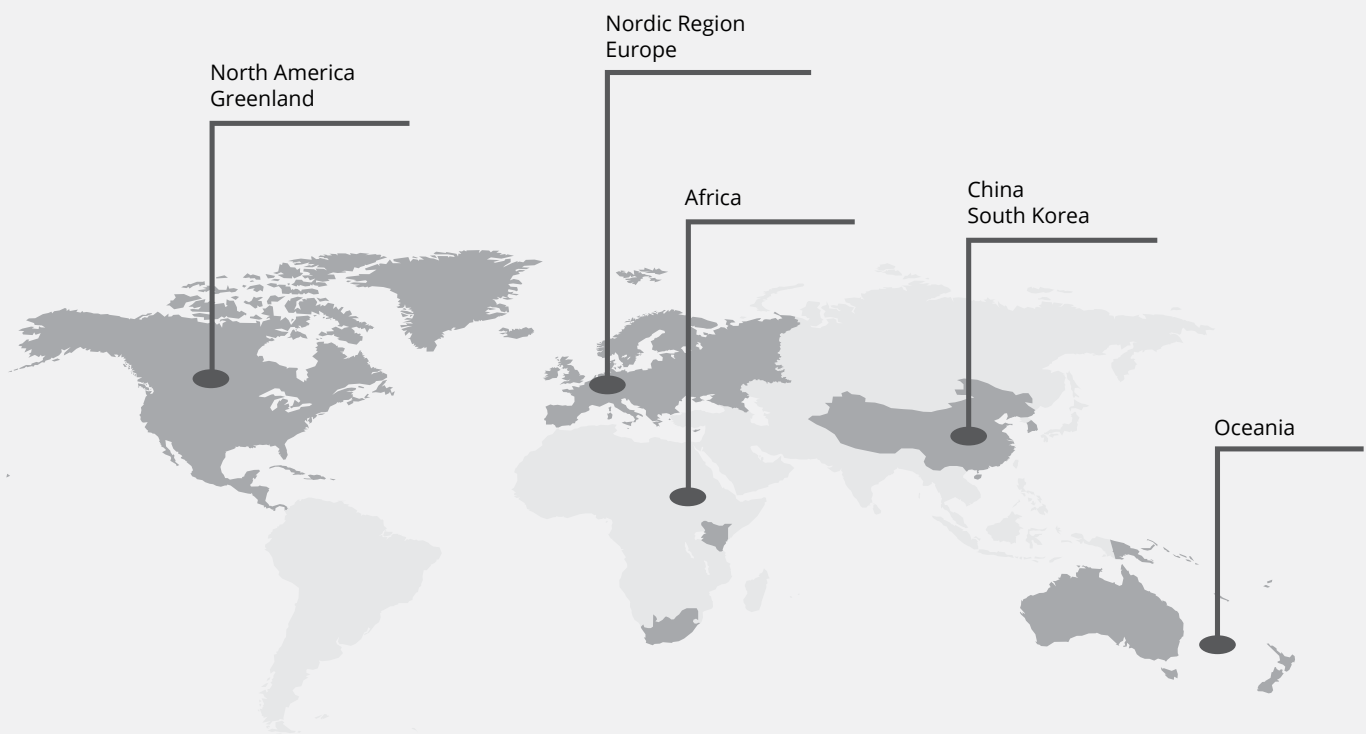 Nordic Region
Europe
North America
Greenland
Africa
China
South Korea
Oceania